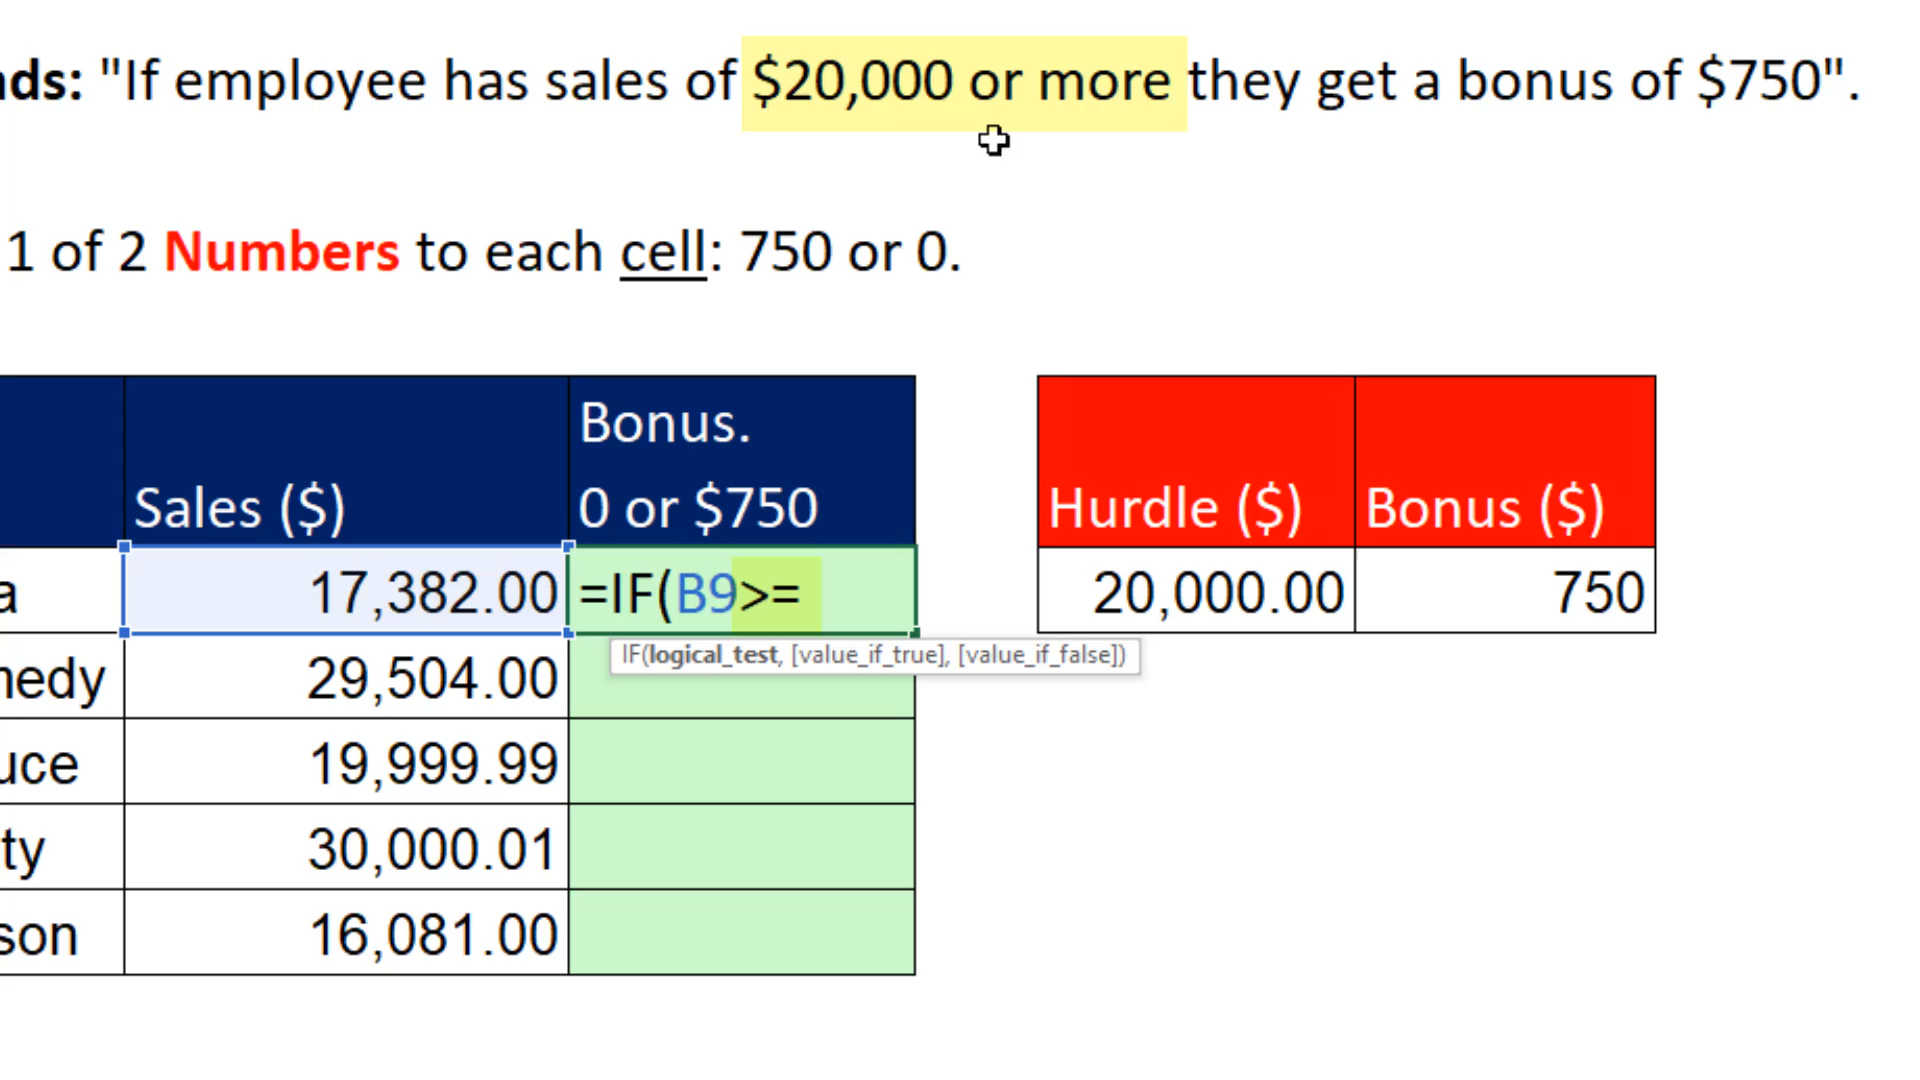 ds: "If employee has sales of $20,000 or more they get a bonus of $750".
1 of 2 Numbers to each cell: 750 or 0.
Bonus.
Sales ($) 0 or $750 Hurdle ($) Bonus ($)
a 17,382.00 =IF(B9>= 20,000.00 750
IF(logical_test, [value_if_true], [value_if_false])
nedy 29,504.00
uce 19,999.99
ty 30,000.01
son 16,081.00